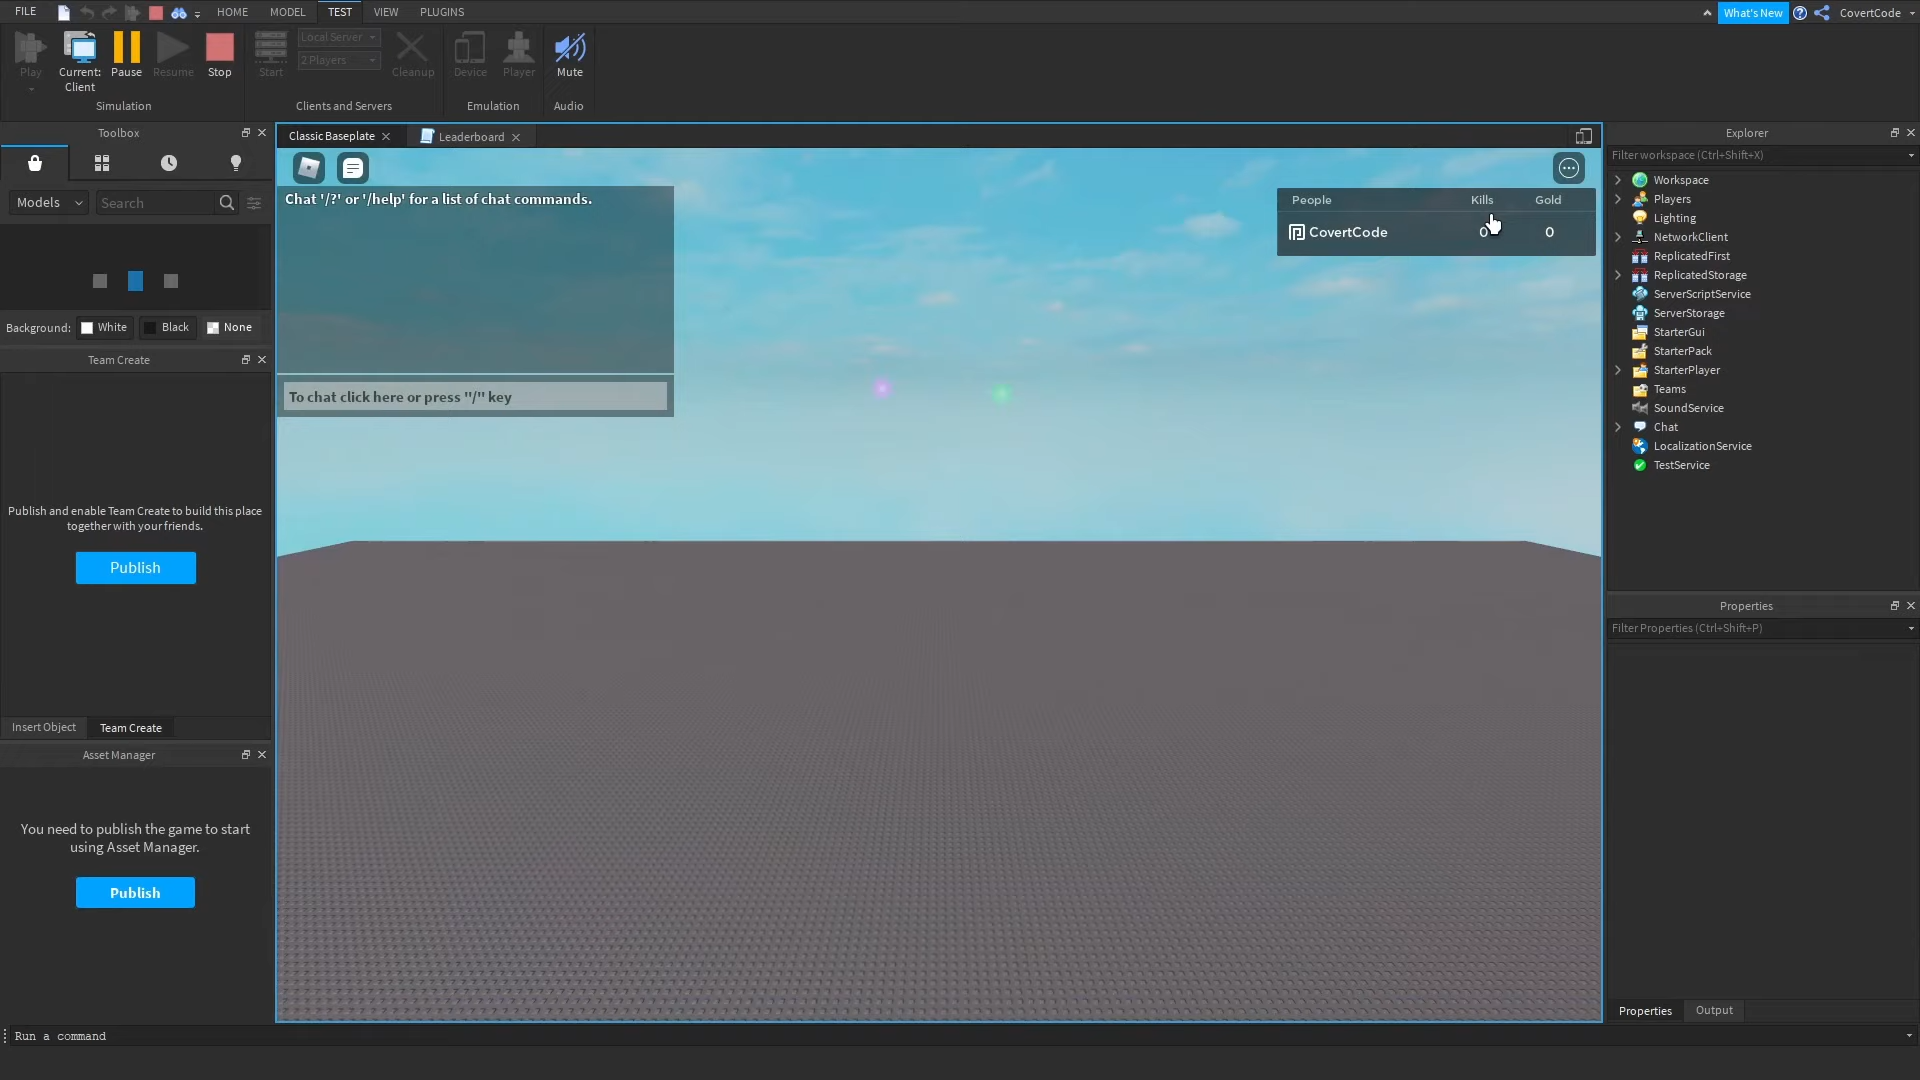 FILE
HOME
MODEL
TEST
VIEW
PLUGINS
What's New
CovertCode
Play
Current:
Client
Pause
Resume
Stop
Simulation
Start
Local Server
2 Players
Cleanup
Clients and Servers
Device
Player
Emulation
Mute
Audio
Toolbox
Models
Search
Background:
White
Black
None
Team Create
Publish and enable Team Create to build this place
together with your friends.
Publish
Insert Object
Team Create
Asset Manager
You need to publish the game to start
using Asset Manager.
Publish
Run a command
Classic Baseplate
Leaderboard
Chat '/?' or '/help' for a list of chat commands.
To chat click here or press "/" key
People Kills Gold
CovertCode 0 0
Explorer
Filter workspace (Ctrl+Shift+X)
Workspace
Players
Lighting
NetworkClient
ReplicatedFirst
ReplicatedStorage
ServerScriptService
ServerStorage
StarterGui
StarterPack
StarterPlayer
Teams
SoundService
Chat
LocalizationService
TestService
Properties
Filter Properties (Ctrl+Shift+P)
Properties
Output